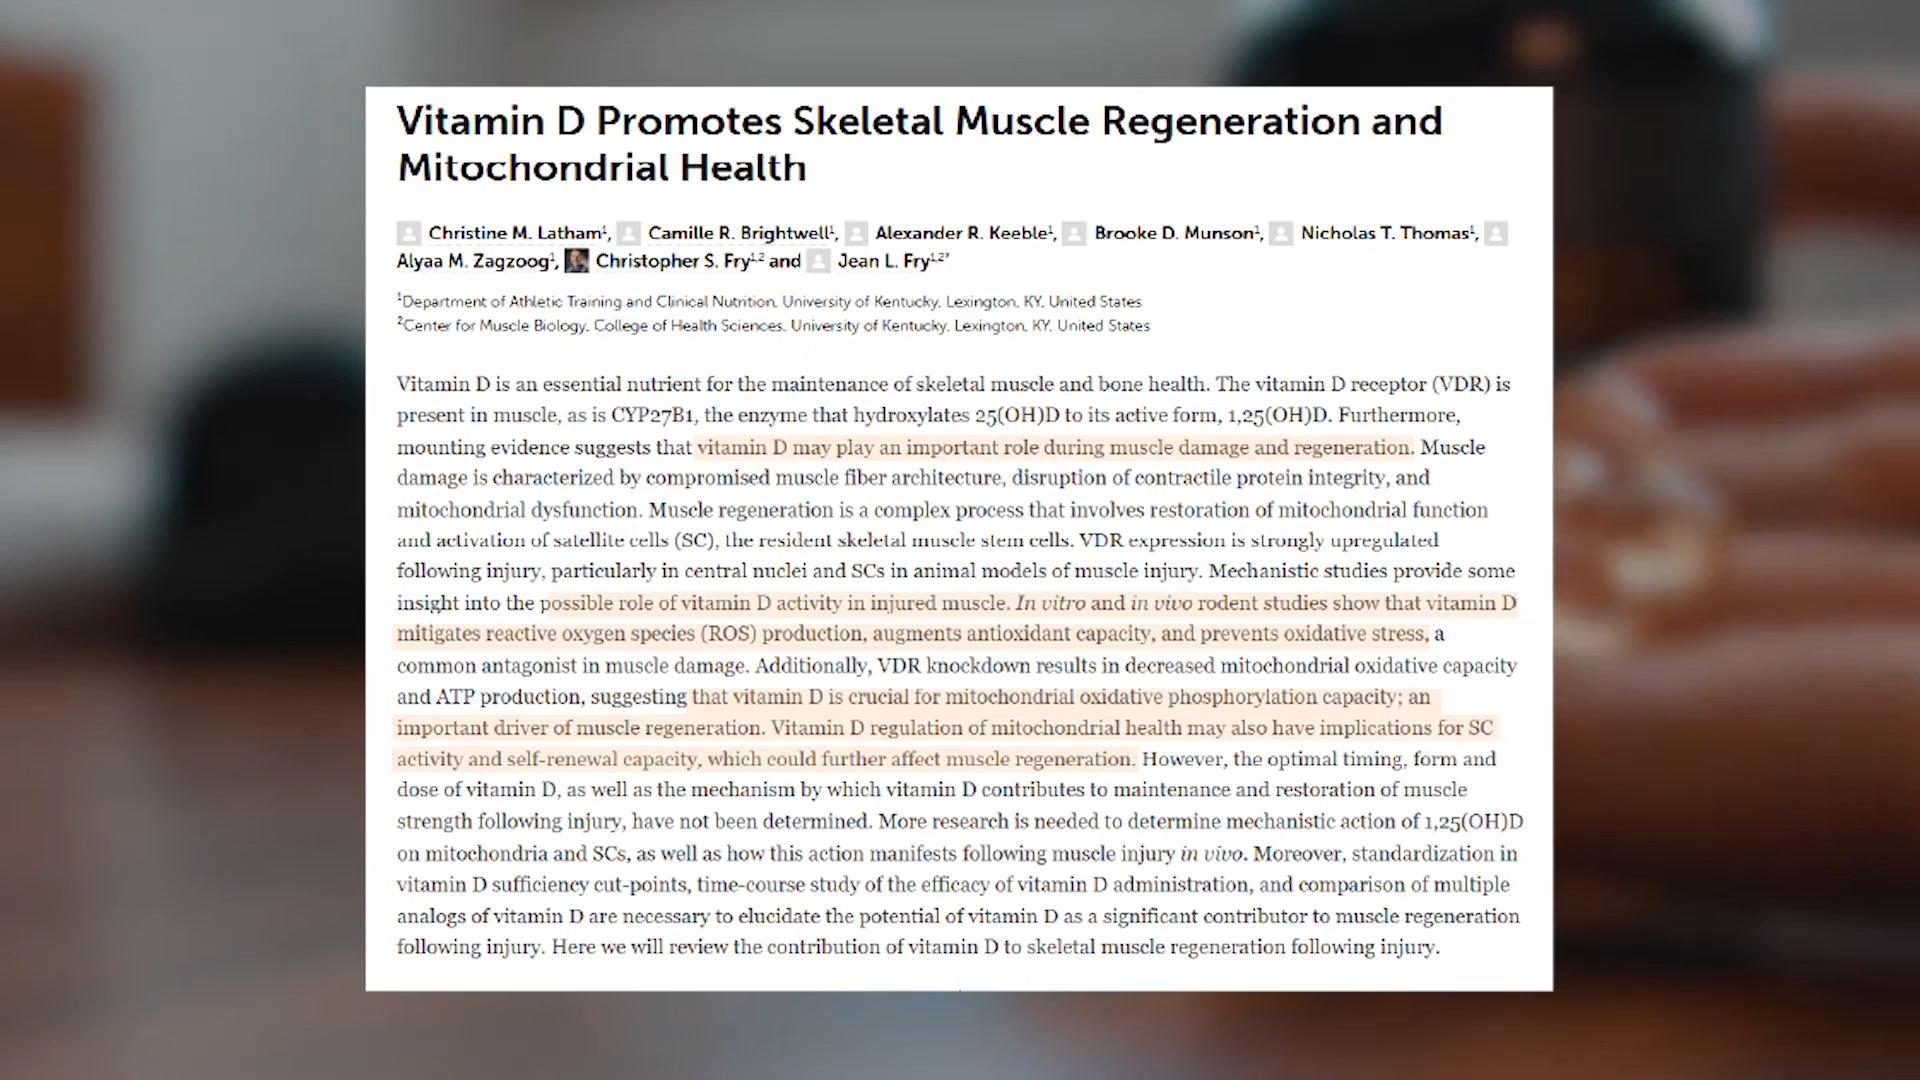 Vitamin D Promotes Skeletal Muscle Regeneration and
Mitochondrial Health
Christine M. Latham¹, Camille R. Brightwell¹, Alexander R. Keeble¹, Brooke D. Munson¹, Nicholas T. Thomas¹,
Alyaa M. Zagzoog¹, Christopher S. Fry¹,² and Jean L. Fry¹,²*
¹Department of Athletic Training and Clinical Nutrition, University of Kentucky, Lexington, KY, United States
²Center for Muscle Biology, College of Health Sciences, University of Kentucky, Lexington, KY, United States
Vitamin D is an essential nutrient for the maintenance of skeletal muscle and bone health. The vitamin D receptor (VDR) is
present in muscle, as is CYP27B1, the enzyme that hydroxylates 25(OH)D to its active form, 1,25(OH)D. Furthermore,
mounting evidence suggests that vitamin D may play an important role during muscle damage and regeneration. Muscle
damage is characterized by compromised muscle fiber architecture, disruption of contractile protein integrity, and
mitochondrial dysfunction. Muscle regeneration is a complex process that involves restoration of mitochondrial function
and activation of satellite cells (SC), the resident skeletal muscle stem cells. VDR expression is strongly upregulated
following injury, particularly in central nuclei and SCs in animal models of muscle injury. Mechanistic studies provide some
insight into the possible role of vitamin D activity in injured muscle. In vitro and in vivo rodent studies show that vitamin D
mitigates reactive oxygen species (ROS) production, augments antioxidant capacity, and prevents oxidative stress, a
common antagonist in muscle damage. Additionally, VDR knockdown results in decreased mitochondrial oxidative capacity
and ATP production, suggesting that vitamin D is crucial for mitochondrial oxidative phosphorylation capacity; an
important driver of muscle regeneration. Vitamin D regulation of mitochondrial health may also have implications for SC
activity and self-renewal capacity, which could further affect muscle regeneration. However, the optimal timing, form and
dose of vitamin D, as well as the mechanism by which vitamin D contributes to maintenance and restoration of muscle
strength following injury, have not been determined. More research is needed to determine mechanistic action of 1,25(OH)D
on mitochondria and SCs, as well as how this action manifests following muscle injury in vivo. Moreover, standardization in
vitamin D sufficiency cut-points, time-course study of the efficacy of vitamin D administration, and comparison of multiple
analogs of vitamin D are necessary to elucidate the potential of vitamin D as a significant contributor to muscle regeneration
following injury. Here we will review the contribution of vitamin D to skeletal muscle regeneration following injury.